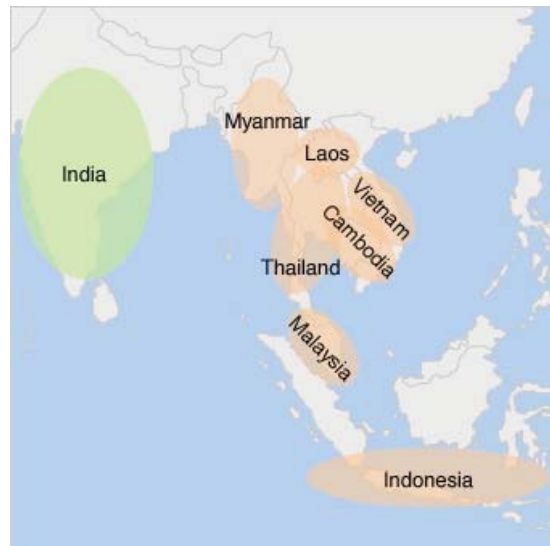 Myanmar
Laos
India
Vietnam
Cambodia
Thailand
Malaysia
Indonesia